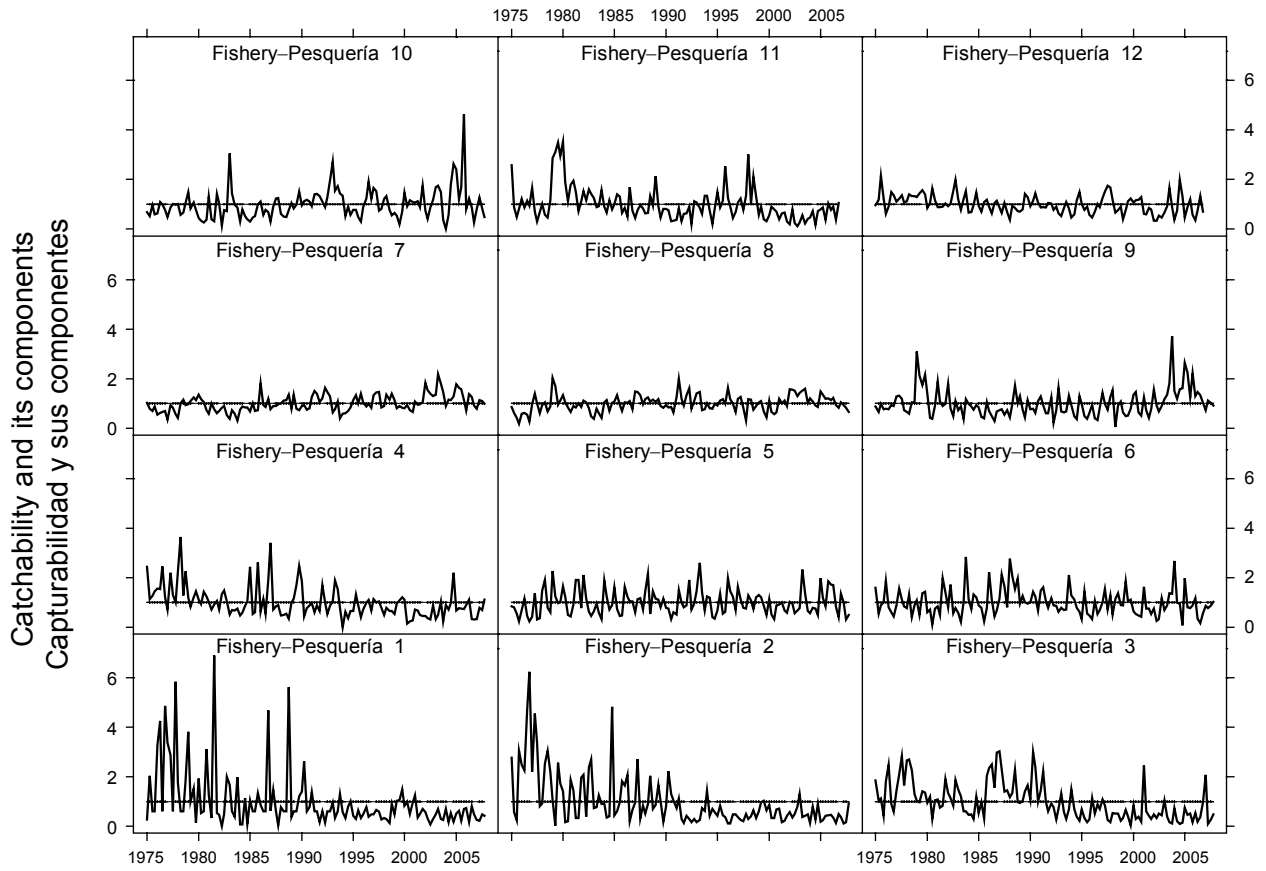 1975 1980 1985 1990 1995 2000 2005
Fishery–Pesquería 10
Fishery–Pesquería 11
Fishery–Pesquería 12
6
4
2
0
Fishery–Pesquería 7
Fishery–Pesquería 8
Fishery–Pesquería 9
6
4
2
0
Fishery–Pesquería 4
Fishery–Pesquería 5
Fishery–Pesquería 6
6
4
2
0
Fishery–Pesquería 1
Fishery–Pesquería 2
Fishery–Pesquería 3
6
4
2
0
1975 1980 1985 1990 1995 2000 2005
1975 1980 1985 1990 1995 2000 2005
Catchability and its components
Capturabilidad y sus componentes